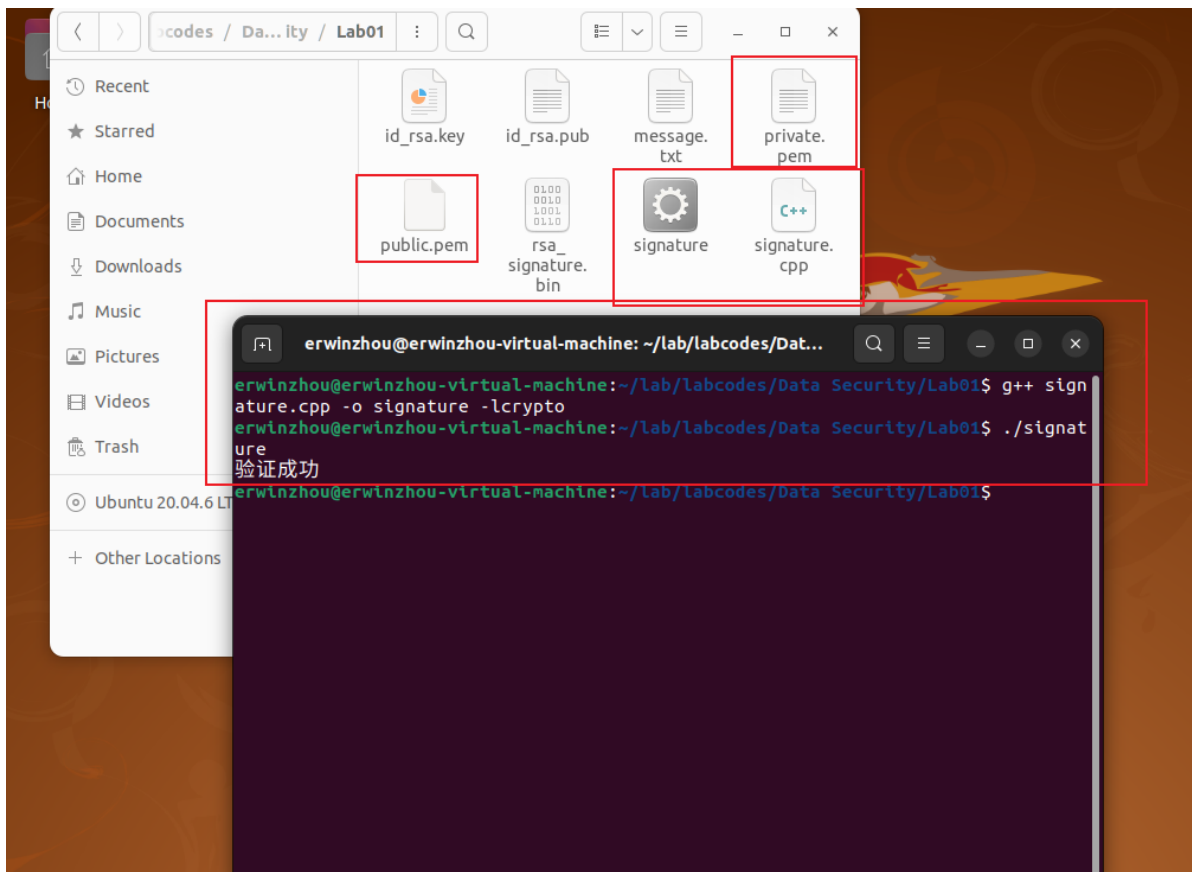 codes / Da...ity / Lab01
Recent
Starred
Home
Documents
Downloads
Music
Pictures
Videos
Trash
Ubuntu 20.04.6 LT
Other Locations
id_rsa.key
id_rsa.pub
message.
txt
private.
pem
public.pem
0100
0010
1001
0110
rsa_
signature.
bin
signature
C++
signature.
cpp
erwinzhou@erwinzhou-virtual-machine: ~/lab/labcodes/Dat...
erwinzhou@erwinzhou-virtual-machine:~/lab/labcodes/Data Security/Lab01$ g++ sign
ature.cpp -o signature -lcrypto
erwinzhou@erwinzhou-virtual-machine:~/lab/labcodes/Data Security/Lab01$ ./signat
ure
验证成功
erwinzhou@erwinzhou-virtual-machine:~/lab/labcodes/Data Security/Lab01$